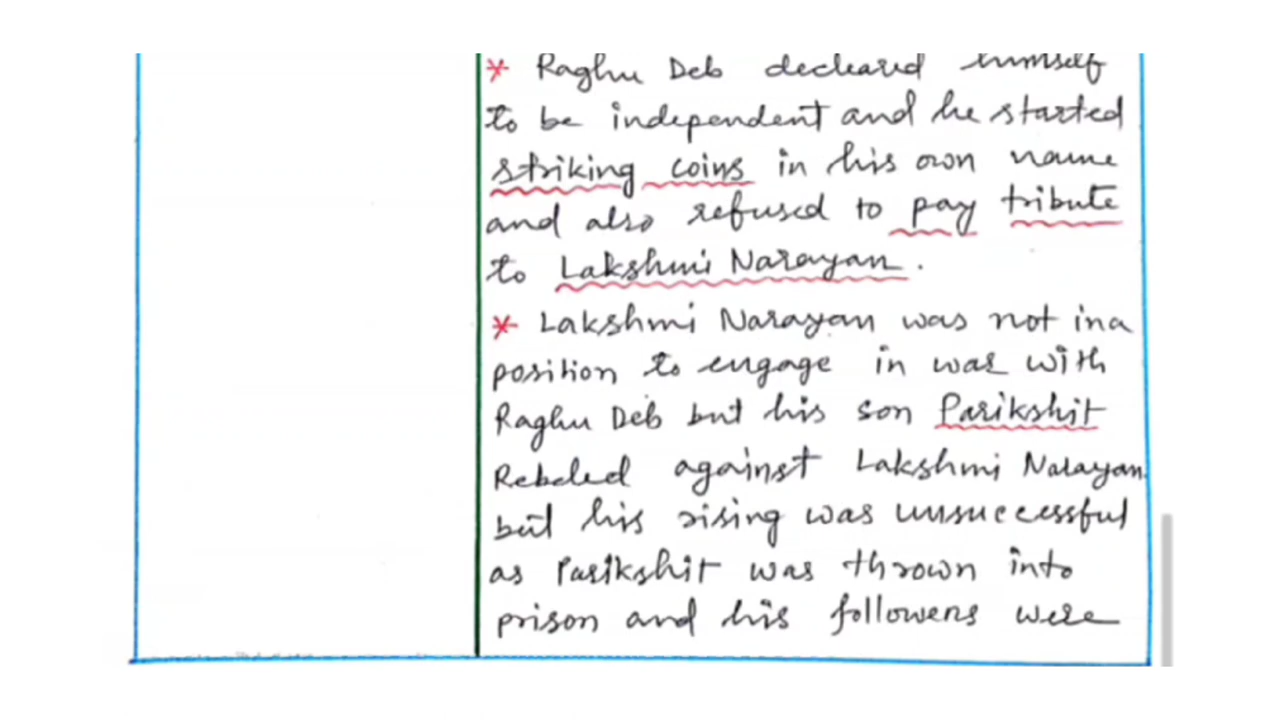 * Raghu Deb declared himself
to be independent and he started
striking coins in his own name
and also refused to pay tribute
to Lakshmi Narayan.
* Lakshmi Narayan was not in a
position to engage in war with
Raghu Deb but his son Parikshit
Rebeled against Lakshmi Narayan
but his rising was unsuccessful
as Parikshit was thrown into
prison and his followers were